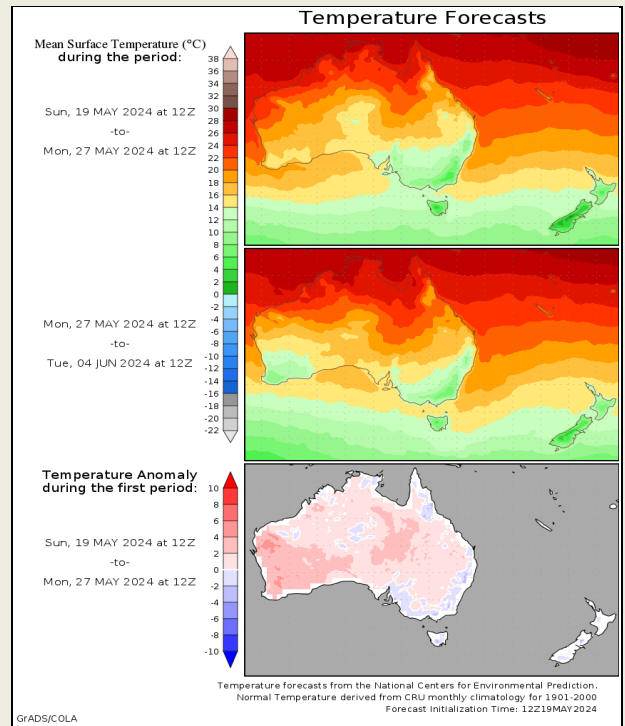 Temperature Forecasts
Mean Surface Temperature (°C)
during the period:
Sun, 19 MAY 2024 at 12Z
-to-
Mon, 27 MAY 2024 at 12Z
38
36
34
32
30
28
26
24
22
20
18
16
14
12
10
8
6
4
2
0
-2
-4
-6
-8
-10
-12
-14
-16
-18
-20
-22
Mon, 27 MAY 2024 at 12Z
-to-
Tue, 04 JUN 2024 at 12Z
Temperature Anomaly
during the first period:
Sun, 19 MAY 2024 at 12Z
-to-
Mon, 27 MAY 2024 at 12Z
10
8
6
4
2
0
-2
-4
-6
-8
-10
Temperature forecasts from the National Centers for Environmental Prediction.
Normal Temperature derived from CRU monthly climatology for 1901-2000
Forecast Initialization Time: 12Z19MAY2024
GrADS/COLA